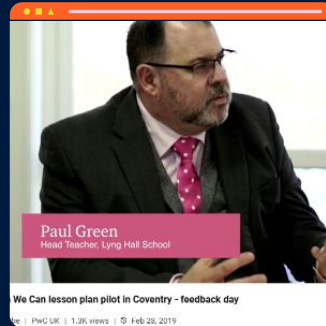 Paul Green
Head Teacher, Lyng Hall School
We Can lesson plan pilot in Coventry - feedback day
PwC UK | 1.3K views | Feb 28, 2019